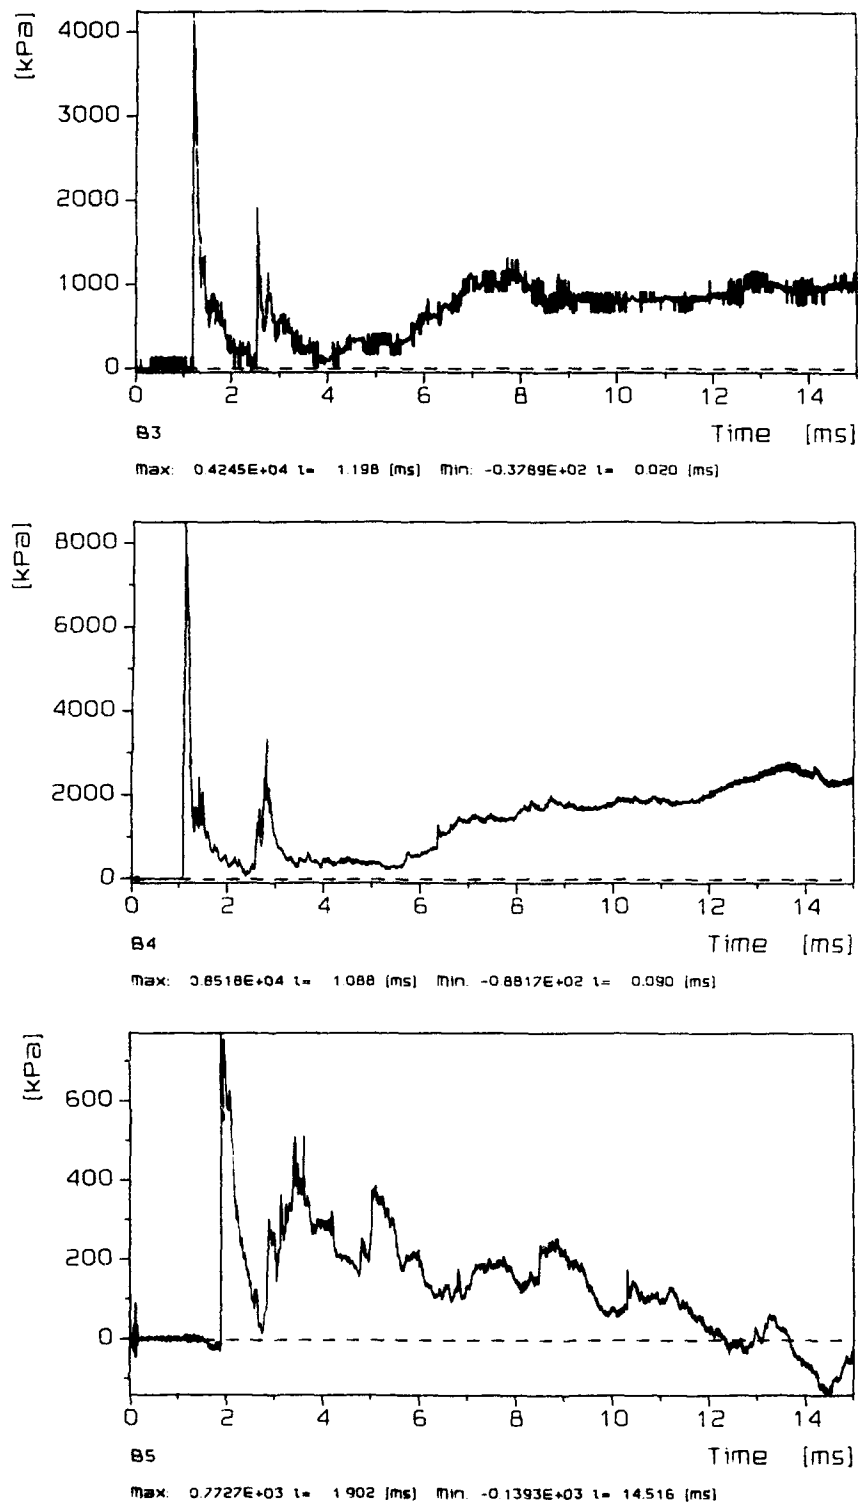 [kPa]
4000
3000
2000
1000
0
0 2 4 6 8 10 12 14
B3 Time [ms]
Max: 0.4245E+04 t= 1.198 [ms] Min: -0.3789E+02 t= 0.020 [ms]
[kPa]
8000
6000
4000
2000
0
0 2 4 6 8 10 12 14
B4 Time [ms]
Max: 0.8518E+04 t= 1.088 [ms] Min. -0.8817E+02 t= 0.090 [ms]
[kPa]
600
400
200
0
0 2 4 6 8 10 12 14
B5 Time [ms]
Max: 0.7727E+03 t= 1.902 [ms] Min. -0.1393E+03 t= 14.516 [ms]